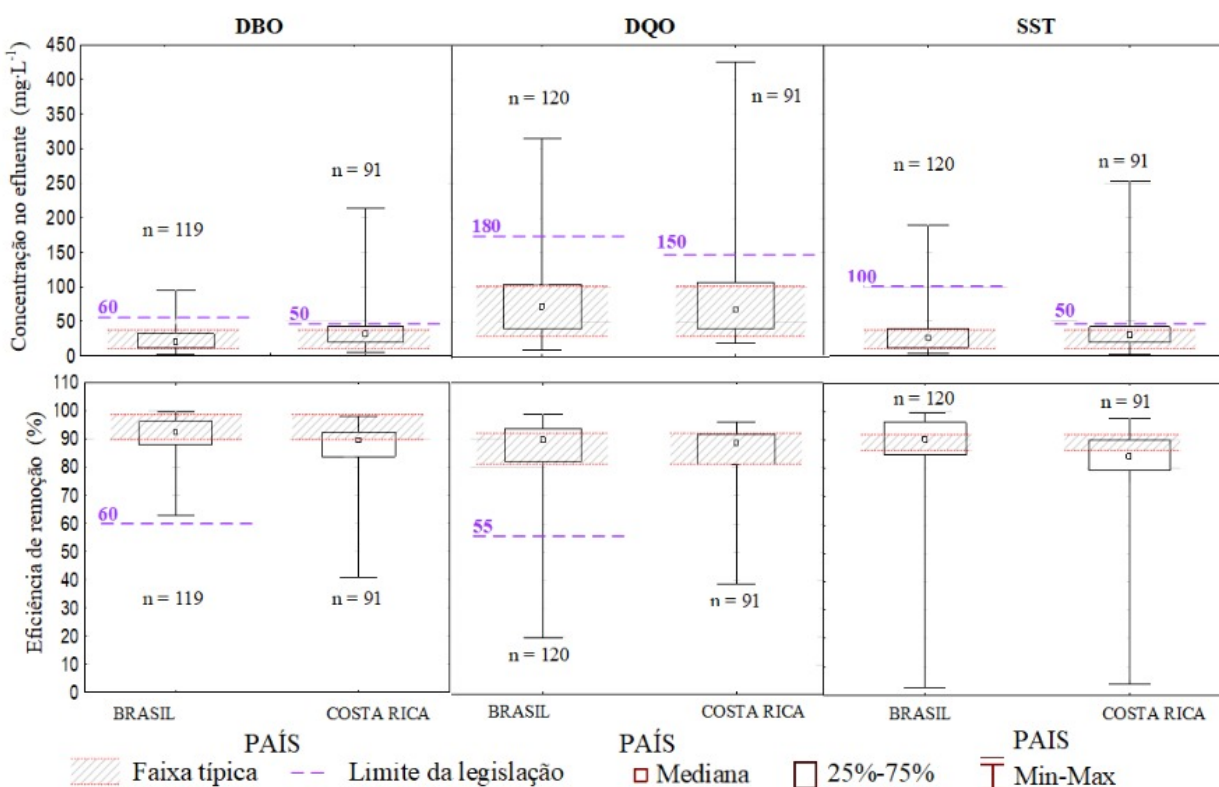 DBO DQO SST
Concentração no efluente (mg·L⁻¹)
450
400
350
300
250
200
150
100
50
0
n = 119
60
n = 91
50
n = 120
180
n = 91
150
n = 120
100
n = 91
50
Eficiência de remoção (%)
110
100
90
80
70
60
50
40
30
20
10
0
60
n = 119
n = 91
55
n = 120
n = 91
n = 120
n = 91
BRASIL COSTA RICA BRASIL COSTA RICA BRASIL COSTA RICA
PAÍS PAÍS PAIS
Faixa típica Limite da legislação Mediana 25%-75% Min-Max